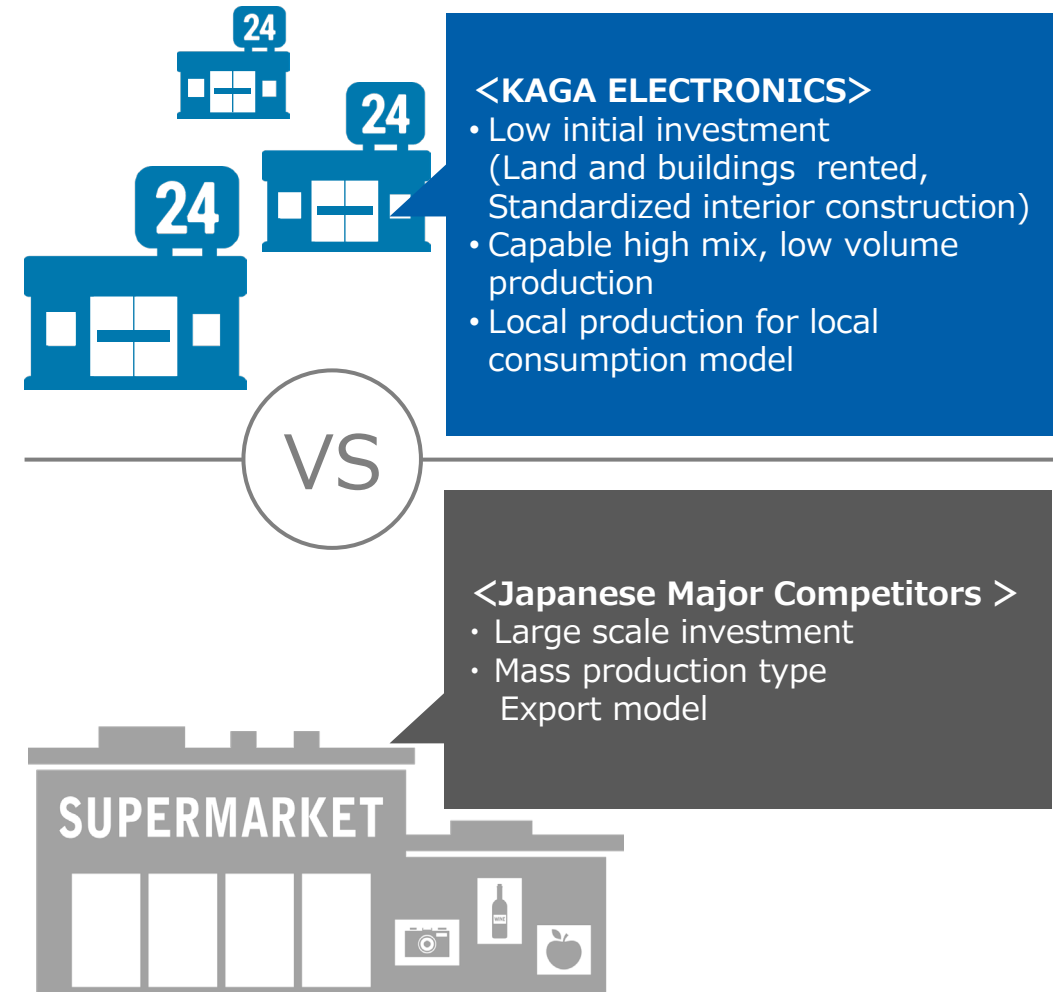 24
24
24
<KAGA ELECTRONICS>
• Low initial investment
(Land and buildings rented,
Standardized interior construction)
• Capable high mix, low volume
production
• Local production for local
consumption model
VS
<Japanese Major Competitors >
・ Large scale investment
・ Mass production type
Export model
SUPERMARKET
WINE